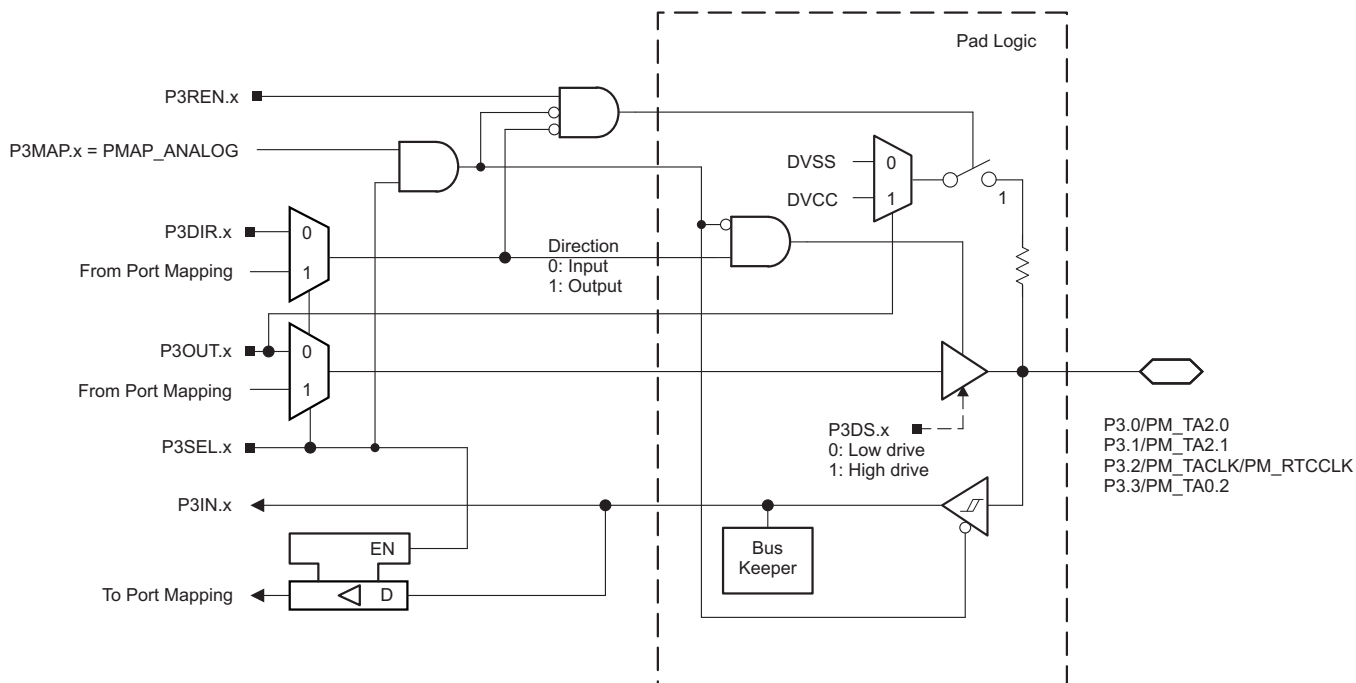 Pad Logic
P3REN.x
P3MAP.x = PMAP_ANALOG
DVSS
0
DVCC
1
1
P3DIR.x
0
From Port Mapping
1
Direction
0: Input
1: Output
P3OUT.x
0
From Port Mapping
1
P3SEL.x
P3DS.x
0: Low drive
1: High drive
P3.0/PM_TA2.0
P3.1/PM_TA2.1
P3.2/PM_TACLK/PM_RTCCLK
P3.3/PM_TA0.2
P3IN.x
EN
Bus
Keeper
To Port Mapping
D